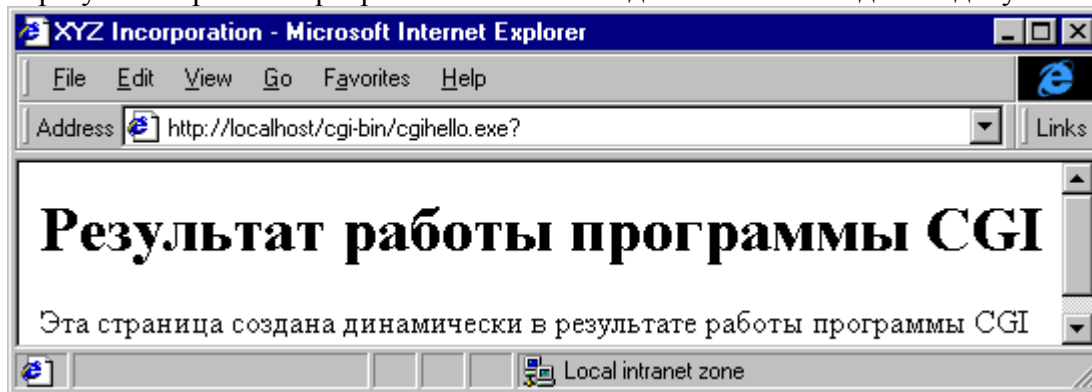 XYZ Incorporation - Microsoft Internet Explorer
File Edit View Go Favorites Help
Address http://localhost/cgi-bin/cgihello.exe? Links
Результат работы программы CGI
Эта страница создана динамически в результате работы программы CGI
Local intranet zone